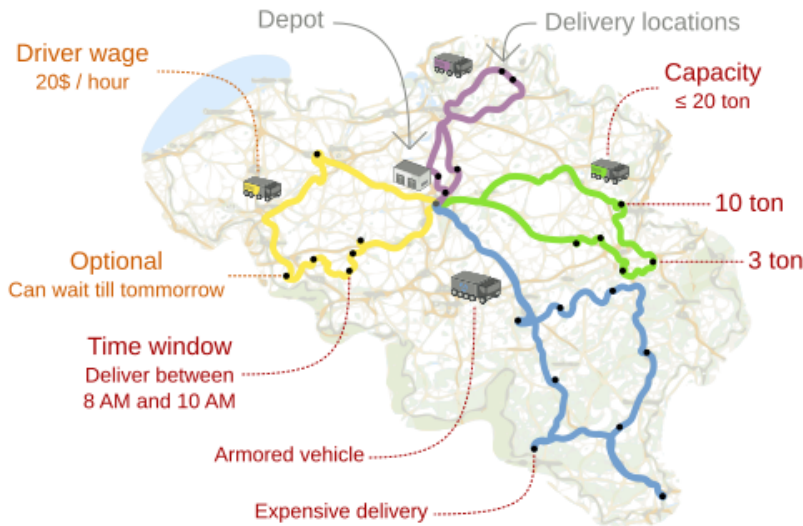 Depot
Delivery locations
Driver wage
20$ / hour
Capacity
≤ 20 ton
10 ton
3 ton
Optional
Can wait till tommorrow
Time window
Deliver between
8 AM and 10 AM
Armored vehicle
Expensive delivery